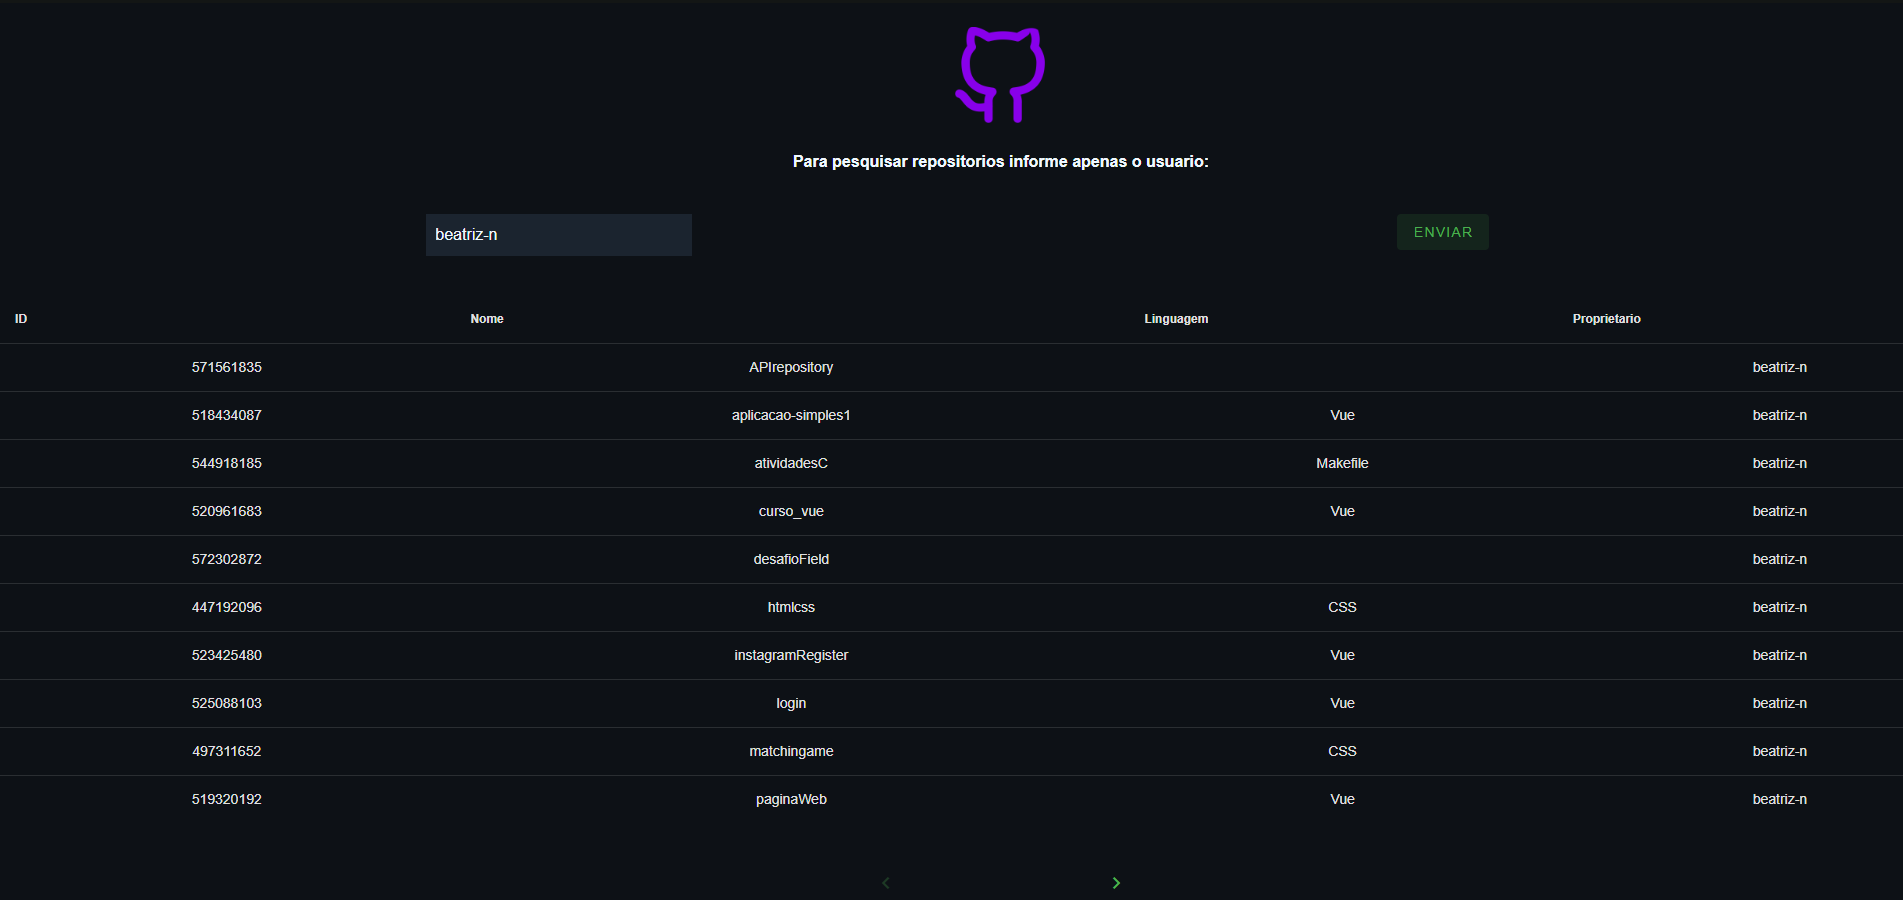 Para pesquisar repositorios informe apenas o usuario:
beatriz-n ENVIAR
ID Nome Linguagem Proprietario
571561835 APIrepository beatriz-n
518434087 aplicacao-simples1 Vue beatriz-n
544918185 atividadesC Makefile beatriz-n
520961683 curso_vue Vue beatriz-n
572302872 desafioField beatriz-n
447192096 htmlcss CSS beatriz-n
523425480 instagramRegister Vue beatriz-n
525088103 login Vue beatriz-n
497311652 matchingame CSS beatriz-n
519320192 paginaWeb Vue beatriz-n